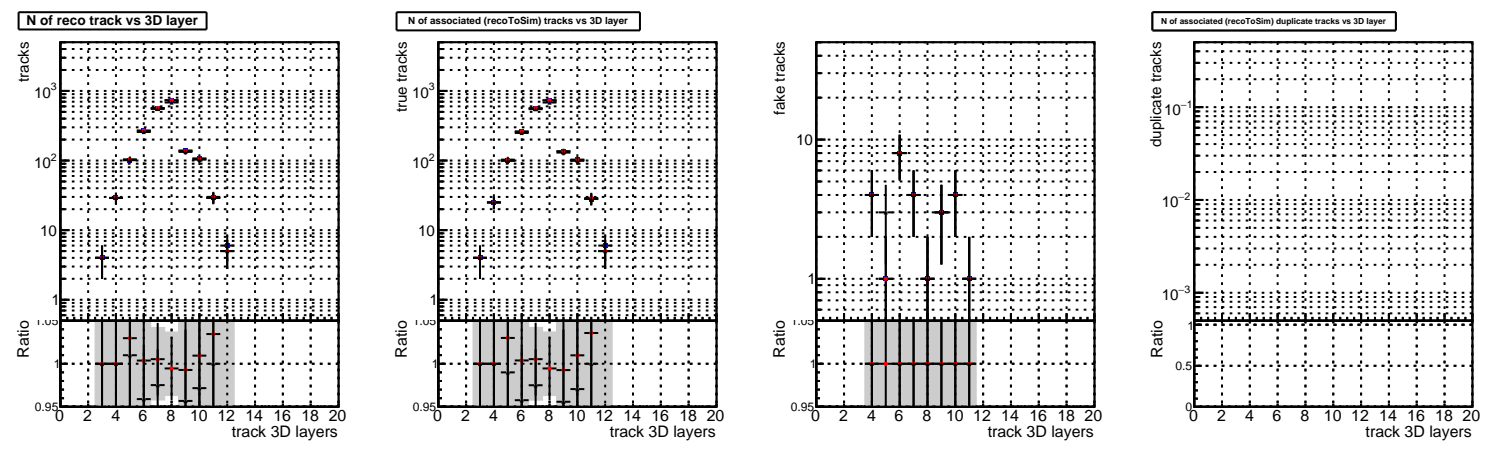 N of reco track vs 3D layer
tracks
10³
10²
10
1
1.05
Ratio
1
0.95
0 2 4 6 8 10 12 14 16 18 20
track 3D layers
N of associated (recoToSim) tracks vs 3D layer
true tracks
10³
10²
10
1
1.05
Ratio
1
0.95
0 2 4 6 8 10 12 14 16 18 20
track 3D layers
fake tracks
10
1
1.05
Ratio
1
0.95
0 2 4 6 8 10 12 14 16 18 20
track 3D layers
N of associated (recoToSim) duplicate tracks vs 3D layer
duplicate tracks
10⁻¹
10⁻²
10⁻³
Ratio
1
0.5
0
0 2 4 6 8 10 12 14 16 18 20
track 3D layers